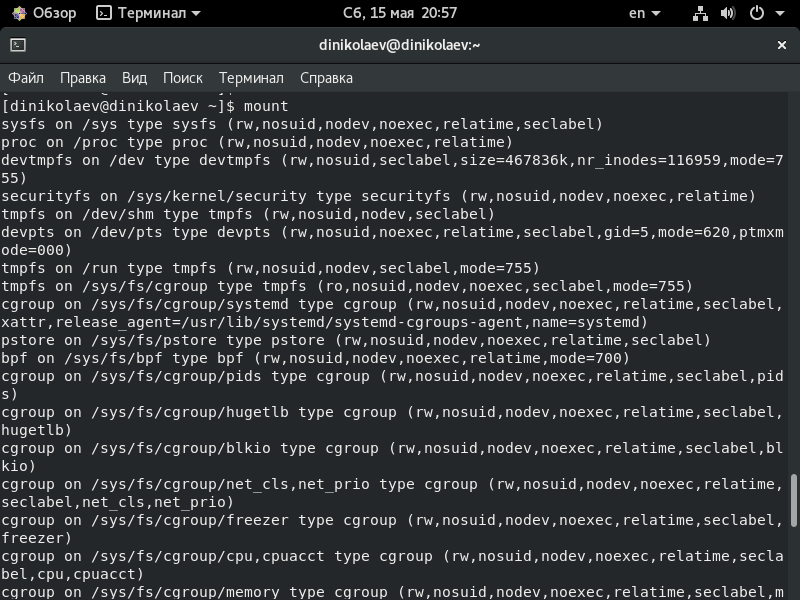 Обзор Терминал Сб, 15 мая 20:57 en
dinikolaev@dinikolaev:~
Файл Правка Вид Поиск Терминал Справка
[dinikolaev@dinikolaev ~]$ mount
sysfs on /sys type sysfs (rw,nosuid,nodev,noexec,relatime,seclabel)
proc on /proc type proc (rw,nosuid,nodev,noexec,relatime)
devtmpfs on /dev type devtmpfs (rw,nosuid,seclabel,size=467836k,nr_inodes=116959,mode=7
55)
securityfs on /sys/kernel/security type securityfs (rw,nosuid,nodev,noexec,relatime)
tmpfs on /dev/shm type tmpfs (rw,nosuid,nodev,seclabel)
devpts on /dev/pts type devpts (rw,nosuid,noexec,relatime,seclabel,gid=5,mode=620,ptmxm
ode=000)
tmpfs on /run type tmpfs (rw,nosuid,nodev,seclabel,mode=755)
tmpfs on /sys/fs/cgroup type tmpfs (ro,nosuid,nodev,noexec,seclabel,mode=755)
cgroup on /sys/fs/cgroup/systemd type cgroup (rw,nosuid,nodev,noexec,relatime,seclabel,
xattr,release_agent=/usr/lib/systemd/systemd-cgroups-agent,name=systemd)
pstore on /sys/fs/pstore type pstore (rw,nosuid,nodev,noexec,relatime,seclabel)
bpf on /sys/fs/bpf type bpf (rw,nosuid,nodev,noexec,relatime,mode=700)
cgroup on /sys/fs/cgroup/pids type cgroup (rw,nosuid,nodev,noexec,relatime,seclabel,pid
s)
cgroup on /sys/fs/cgroup/hugetlb type cgroup (rw,nosuid,nodev,noexec,relatime,seclabel,
hugetlb)
cgroup on /sys/fs/cgroup/blkio type cgroup (rw,nosuid,nodev,noexec,relatime,seclabel,bl
kio)
cgroup on /sys/fs/cgroup/net_cls,net_prio type cgroup (rw,nosuid,nodev,noexec,relatime,
seclabel,net_cls,net_prio)
cgroup on /sys/fs/cgroup/freezer type cgroup (rw,nosuid,nodev,noexec,relatime,seclabel,
freezer)
cgroup on /sys/fs/cgroup/cpu,cpuacct type cgroup (rw,nosuid,nodev,noexec,relatime,secla
bel,cpu,cpuacct)
cgroup on /sys/fs/cgroup/memory type cgroup (rw,nosuid,nodev,noexec,relatime,seclabel,m